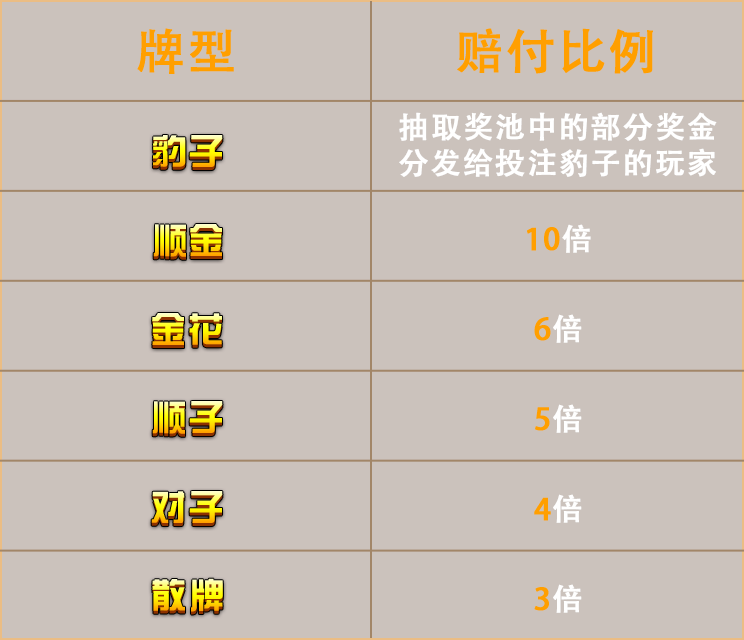 牌型 赔付比例
豹子 抽取奖池中的部分奖金
分发给投注豹子的玩家
顺金 10倍
金花 6倍
顺子 5倍
对子 4倍
散牌 3倍